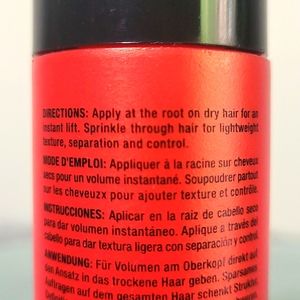 DIRECTIONS: Apply at the root on dry hair for an
instant lift. Sprinkle through hair for lightweight
texture, separation and control.
MODE D'EMPLOI: Appliquer à la racine sur cheveux
secs pour un volume instantané. Soupoudrer partout
sur les cheveuzx pour ajouter texture et contrôle.
INSTRUCCIONES: Aplicar en la raiz de cabello seco
para dar volumen instantáneo. Aplique a través del
cabello para dar textura ligera con separación y control.
ANWENDUNG: Für Volumen am Oberkopf direkt auf
den Ansatz in das trockene Haar geben. Sparsames
Auftragen auf dem gesamten Haar schenkt Struktur,